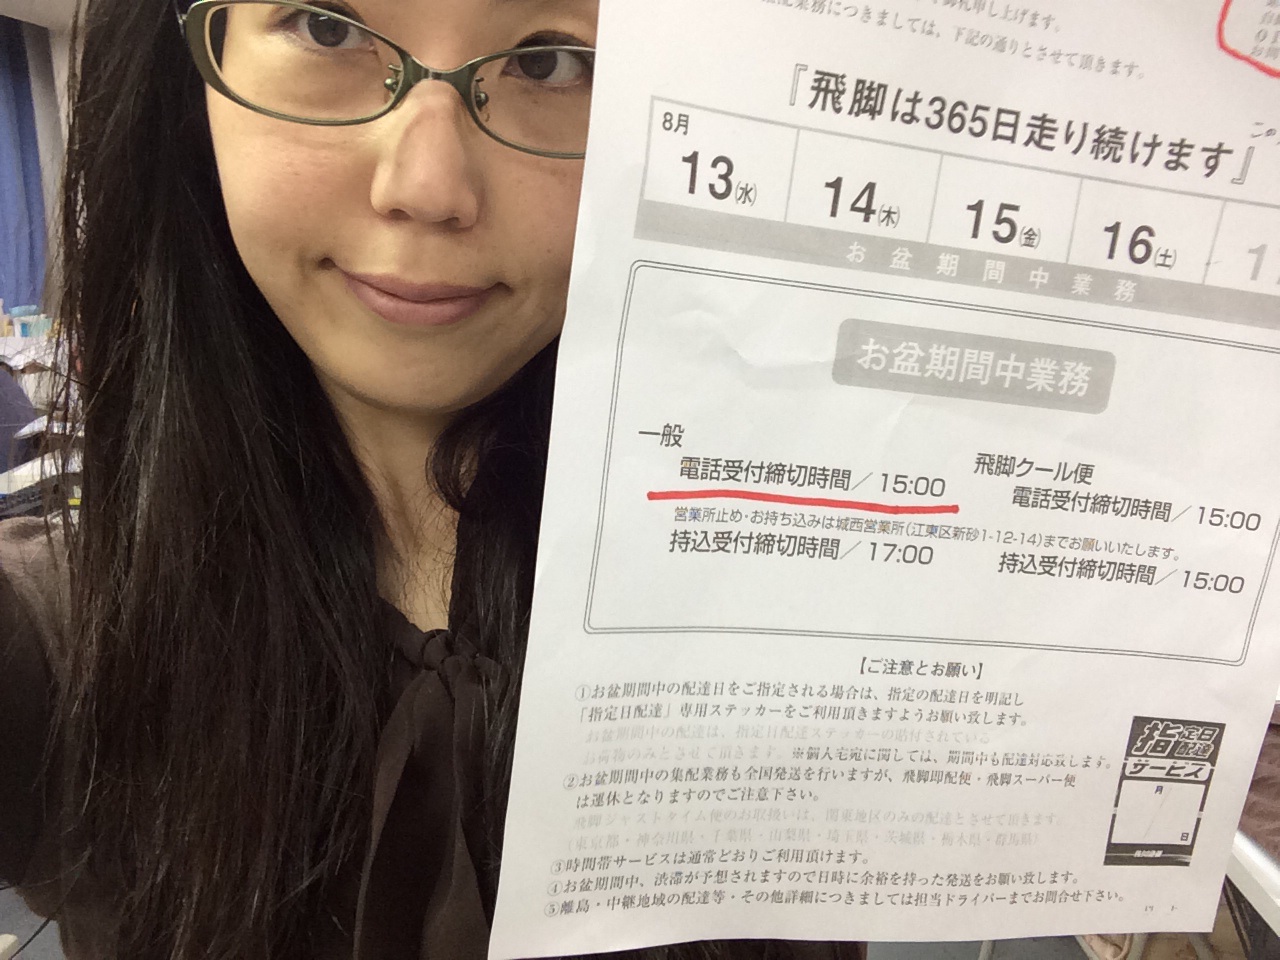 御礼申し上げます。
配業務につきましては、下記の通りとさせて頂きます。
『飛脚は365日走り続けます』
この
8月
13(水)
14(木)
15(金)
16(土)
1
お盆期間中業務
お盆期間中業務
一般
電話受付締切時間／15:00
営業所止め・お持ち込みは城西営業所(江東区新砂1-12-14)までお願いいたします。
持込受付締切時間／17:00
飛脚クール便
電話受付締切時間／15:00
持込受付締切時間／15:00
【ご注意とお願い】
①お盆期間中の配達日をご指定される場合は、指定の配達日を明記し
「指定日配達」専用ステッカーをご利用頂きますようお願い致します。
お盆期間中の配達は、指定日配達ステッカーの貼付されている
お荷物のみとさせて頂きます。※個人宅宛に関しては、期間中も配達対応致します。
②お盆期間中の集配業務も全国発送を行いますが、飛脚即配便・飛脚スーパー便
は運休となりますのでご注意下さい。
飛脚ジャストタイム便のお取扱いは、関東地区のみの配達とさせて頂きます。
(東京都・神奈川県・千葉県・山梨県・埼玉県・茨城県・栃木県・群馬県)
③時間帯サービスは通常どおりご利用頂けます。
④お盆期間中、渋滞が予想されますので日時に余裕を持った発送をお願い致します。
⑤離島・中継地域の配達等・その他詳細につきましては担当ドライバーまでお問合せ下さい。
指定日配達
サービス
月
日